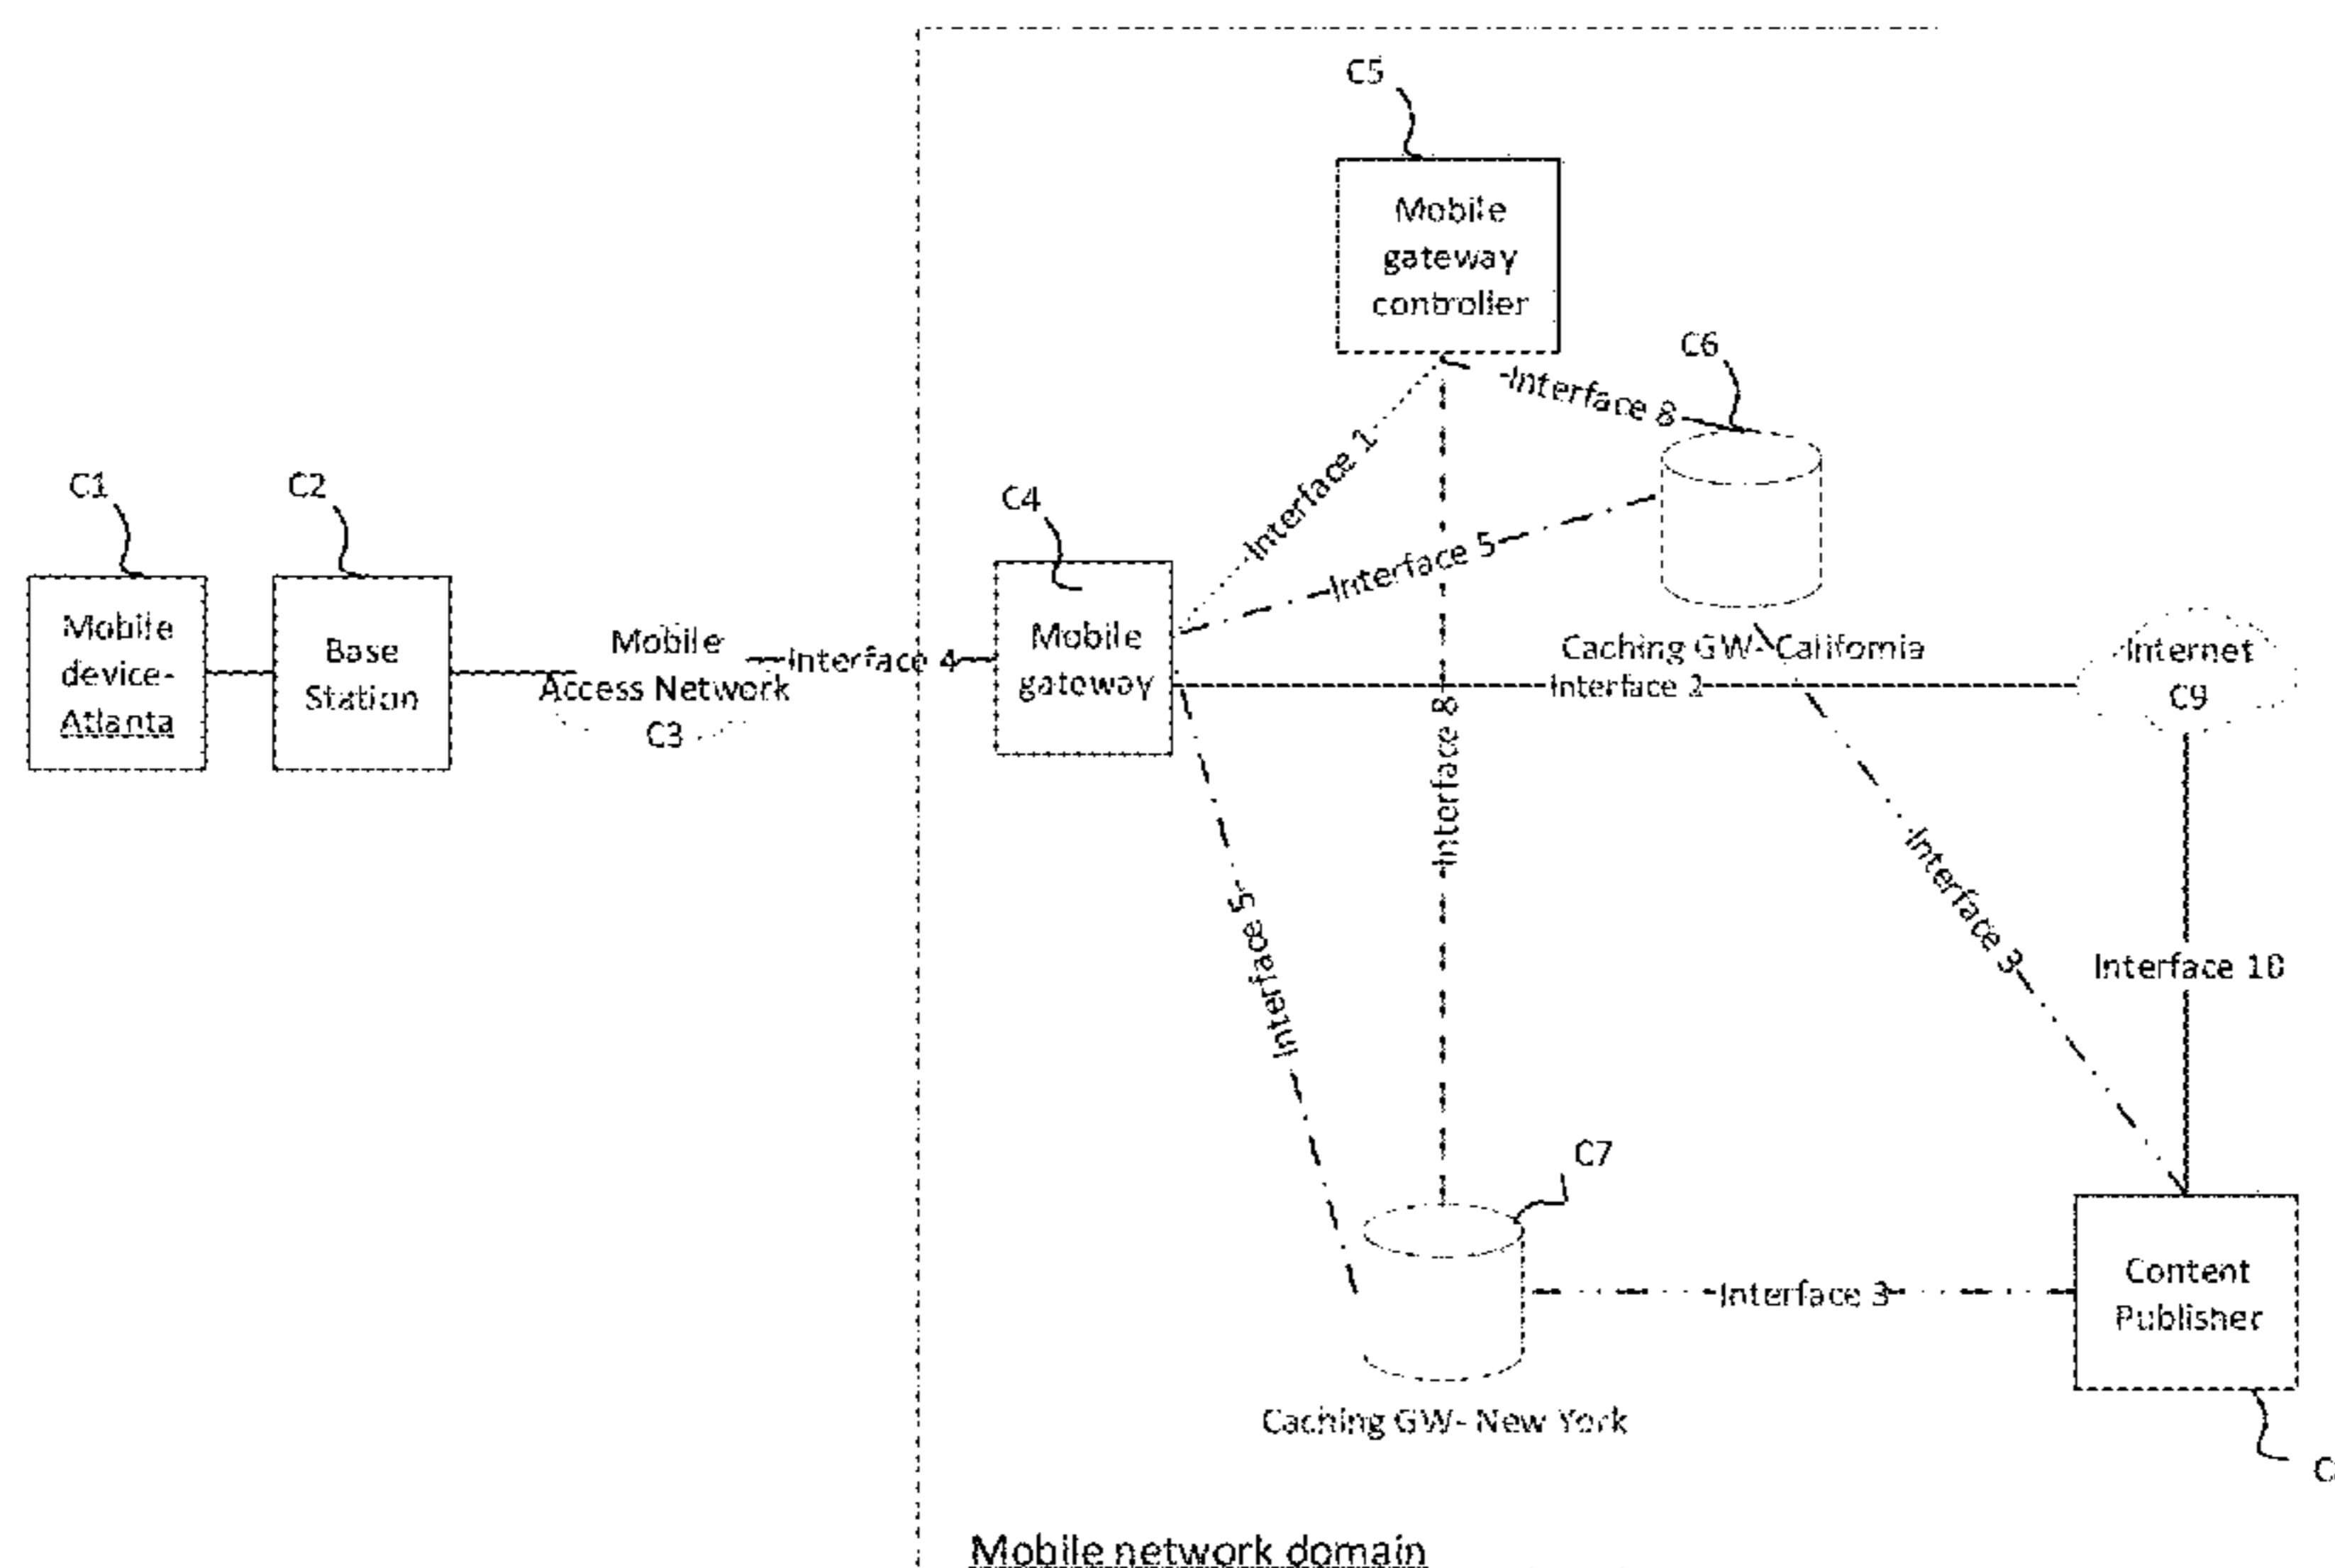 C5
Mobile
gateway
controller
C6
Interface 8
Interface 1
C1
C2
C4
Interface 5
Mobile
device-
Atlanta
Base
Station
Mobile
Access Network
C3
Interface 4
Mobile
gateway
Caching GW- California
Interface 2
Internet
C9
Interface 8
Interface 5
Interface 3
Interface 10
C7
Interface 3
Content
Publisher
Caching GW- New York
C
Mobile network domain